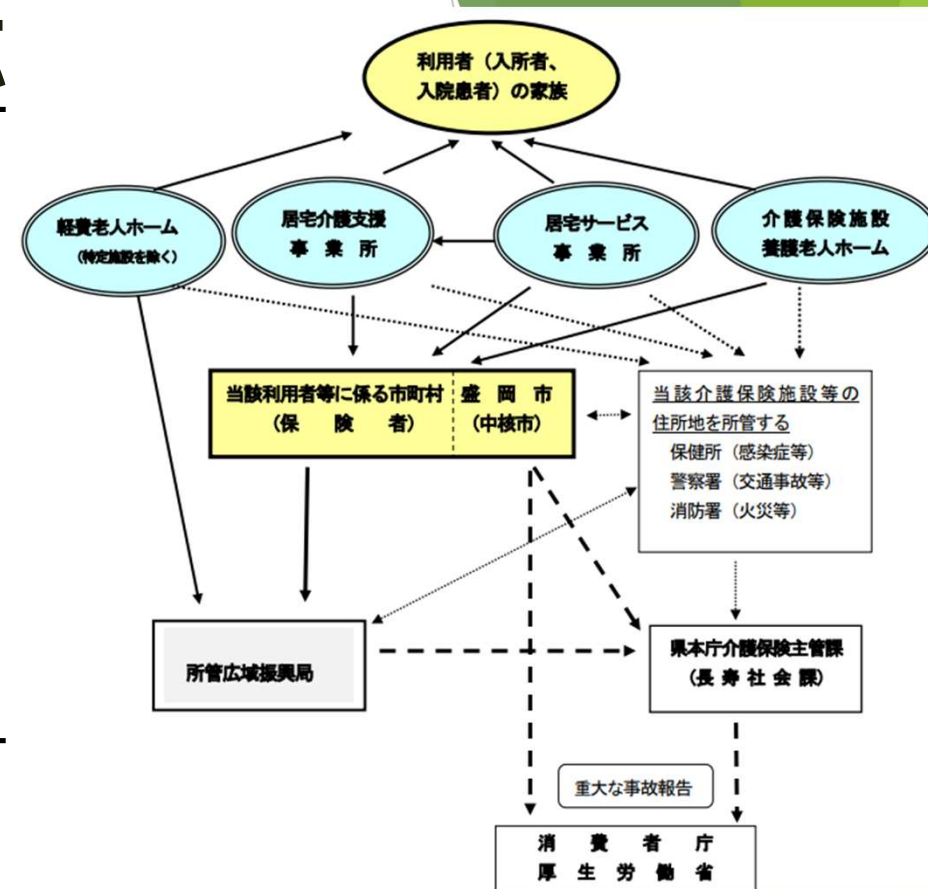 利用者（入所者、
入院患者）の家族
軽費老人ホーム
（特定施設を除く）
居宅介護支援
事 業 所
居宅サービス
事 業 所
介護保険施設
養護老人ホーム
当該利用者等に係る市町村
（保 険 者）
盛 岡 市
（中核市）
当該介護保険施設等の
住所地を所管する
保健所（感染症等）
警察署（交通事故等）
消防署（火災等）
所管広域振興局
県本庁介護保険主管課
（長 寿 社 会 課）
重大な事故報告
消 費 者 庁
厚 生 労 働 省